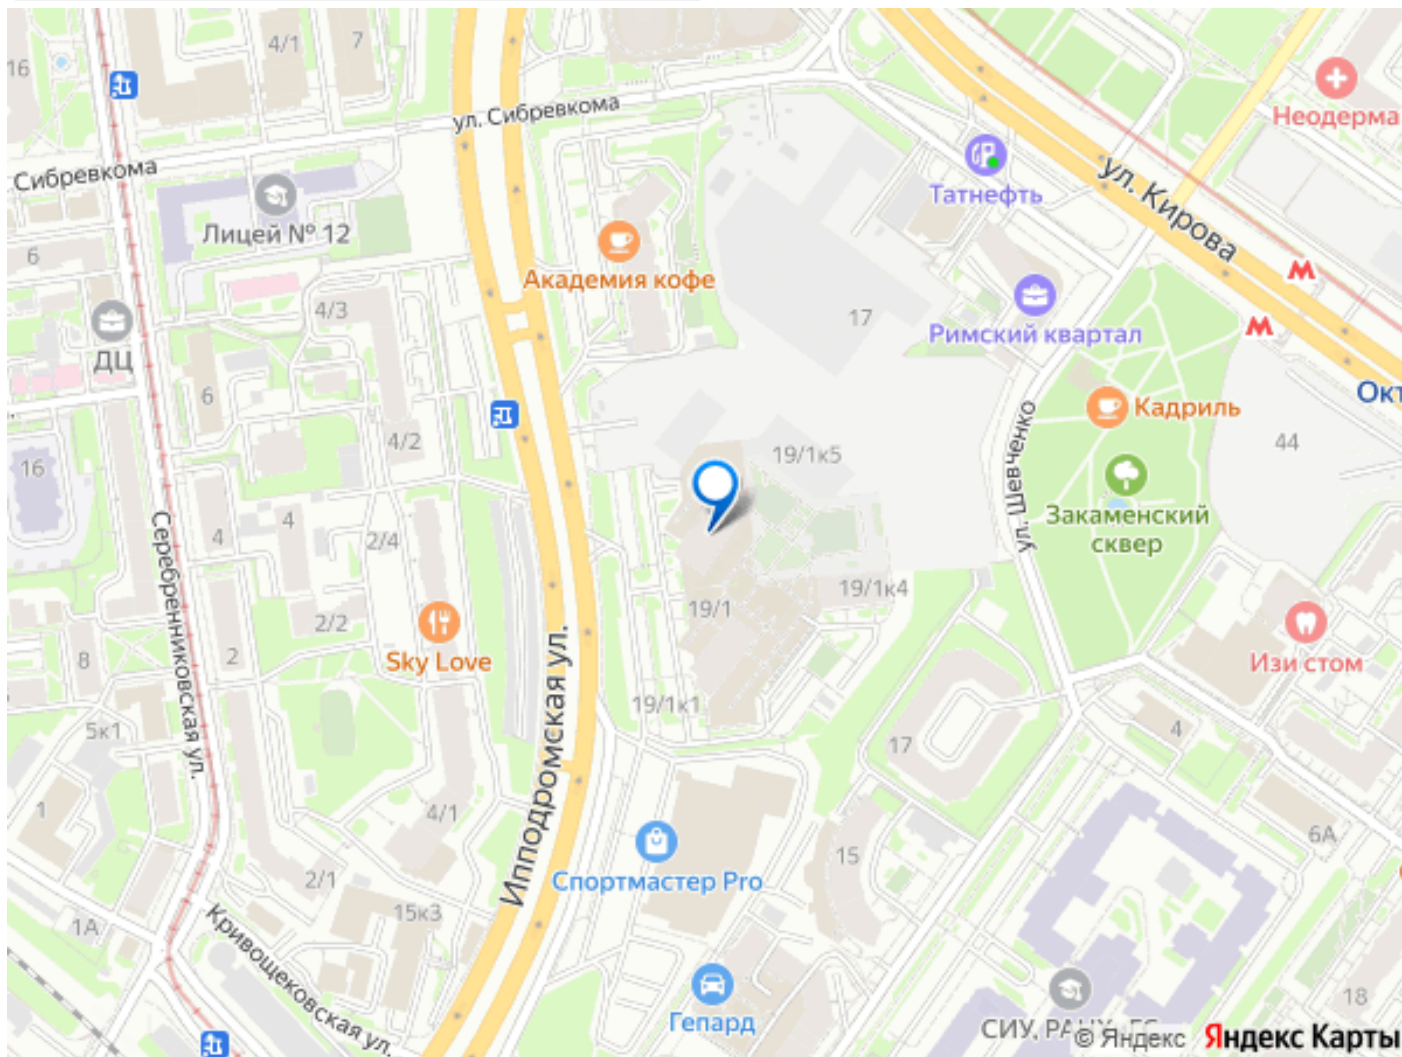 4/1
7
16
ул. Сибревкома
Неодерма
Сибревкома
Татнефть
ул. Кирова
Лицей № 12
6
Академия кофе
4/3
17
Римский квартал
ДЦ
6
Окт
Кадриль
4/2
19/1к5
44
16
ул. Шевченко
Закаменский
сквер
Серебренниковская ул.
4
4
2/4
19/1к4
19/1
2/2
8
2
Sky Love
Изи стом
Ипподромская ул.
19/1к1
5к1
17
4
1
4/1
6А
15
Спортмастер Pro
2/1
15к3
1А
Кривощековская ул.
Гепард
18
СИУ,
© Яндекс
Яндекс Карты